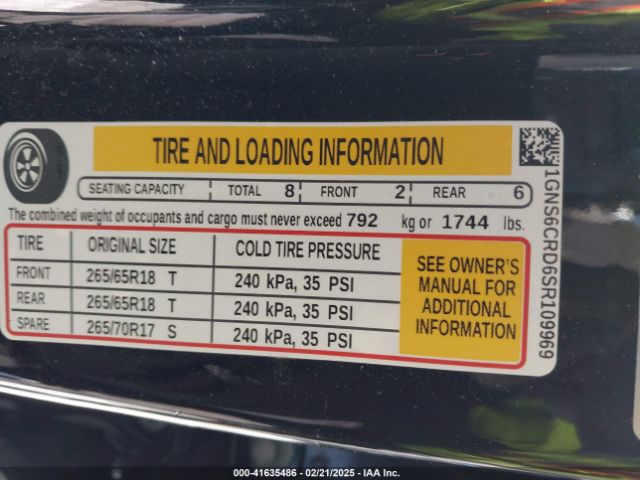 TIRE AND LOADING INFORMATION
SEATING CAPACITY TOTAL 8 FRONT 2 REAR 6
The combined weight of occupants and cargo must never exceed 792 kg or 1744 lbs.
TIRE ORIGINAL SIZE COLD TIRE PRESSURE
FRONT 265/65R18 T 240 kPa, 35 PSI
REAR 265/65R18 T 240 kPa, 35 PSI
SPARE 265/70R17 S 240 kPa, 35 PSI
SEE OWNER'S
MANUAL FOR
ADDITIONAL
INFORMATION
1GNS6CRD6SR109969
000-41635486 - 02/21/2025 - IAA Inc.